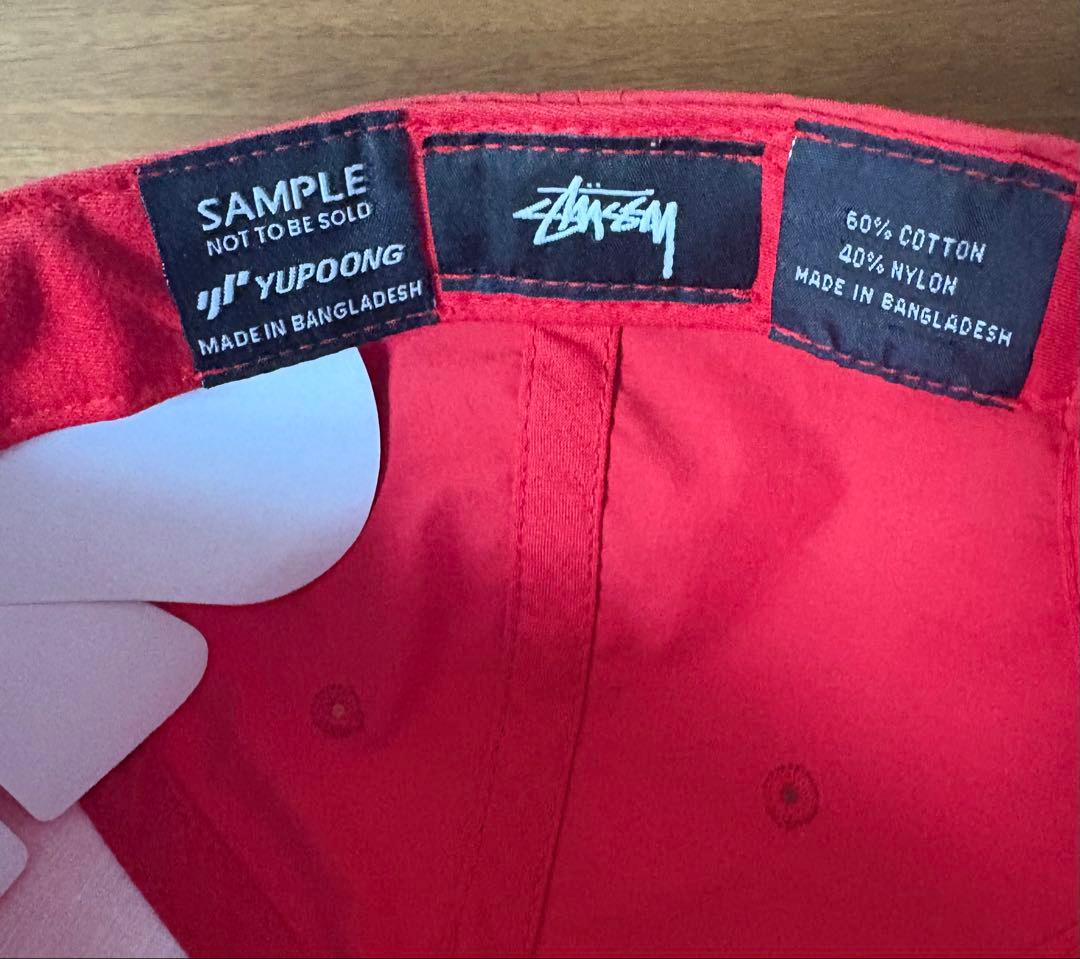 SAMPLE
NOT TO BE SOLD
YUPOONG
MADE IN BANGLADESH
STÜSSY
60% COTTON
40% NYLON
MADE IN BANGLADESH